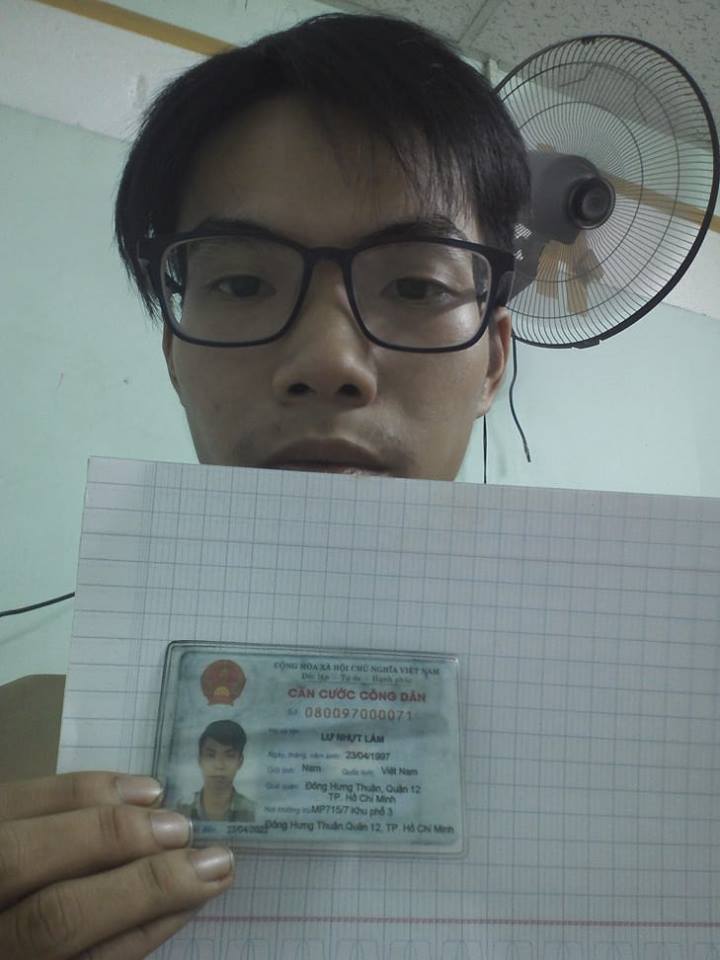 CỘNG HÒA XÃ HỘI CHỦ NGHĨA VIỆT NAM
Độc lập - Tự do - Hạnh phúc
CĂN CƯỚC CÔNG DÂN
Số 080097000071
Họ và tên:
LƯ NHỰT LÂM
Ngày, tháng, năm sinh: 23/04/1997
Giới tính: Nam Quốc tịch: Việt Nam
Quê quán: Đông Hưng Thuận, Quận 12
TP. Hồ Chí Minh
Nơi thường trú: MP715/7 Khu phố 3
đến: 23/04/2022 Đông Hưng Thuận,Quận 12, TP. Hồ Chí Minh